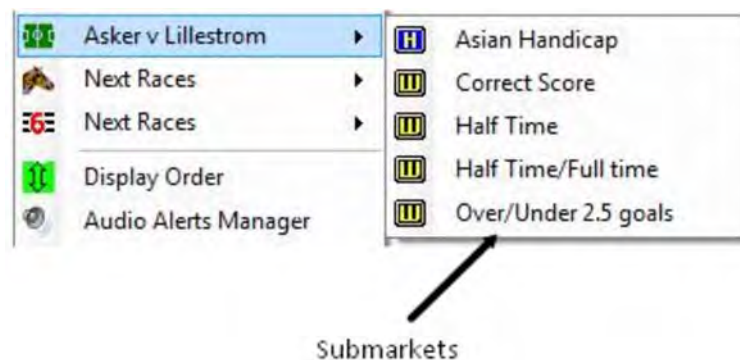 Asker v Lillestrom
Next Races
6
Next Races
Display Order
Audio Alerts Manager
H
Asian Handicap
W
Correct Score
W
Half Time
W
Half Time/Full time
W
Over/Under 2.5 goals
Submarkets